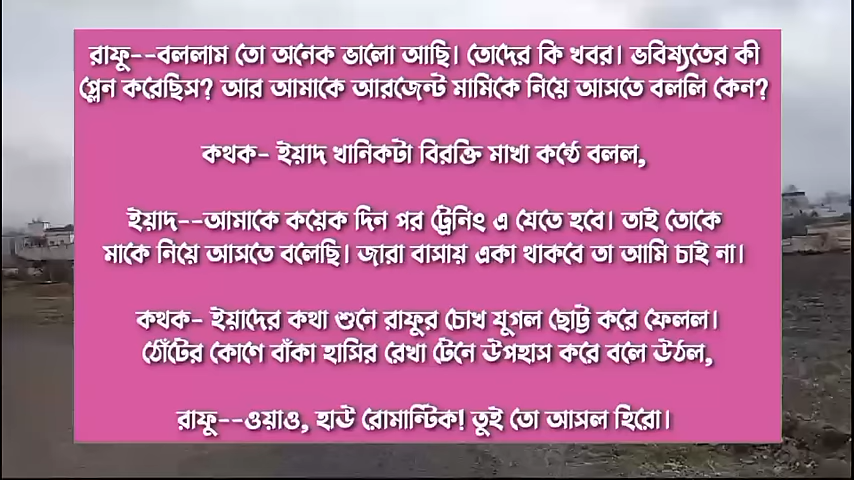 রাফু--বললাম তো অনেক ভালো আছি। তোদের কি খবর। ভবিষ্যতের কী
প্লেন করেছিস? আর আমাকে আরজেন্ট মামিকে নিয়ে আসতে বললি কেন?
কথক- ইয়াদ খানিকটা বিরক্তি মাখা কন্ঠে বলল,
ইয়াদ--আমাকে কয়েক দিন পর ট্রেনিং এ যেতে হবে। তাই তোকে
মাকে নিয়ে আসতে বলেছি। জারা বাসায় একা থাকবে তা আমি চাই না।
কথক- ইয়াদের কথা শুনে রাফুর চোখ যুগল ছোট্ট করে ফেলল।
ঠোঁটের কোণে বাঁকা হাসির রেখা টেনে উপহাস করে বলে উঠল,
রাফু--ওয়াও, হাউ রোমান্টিক! তুই তো আসল হিরো।